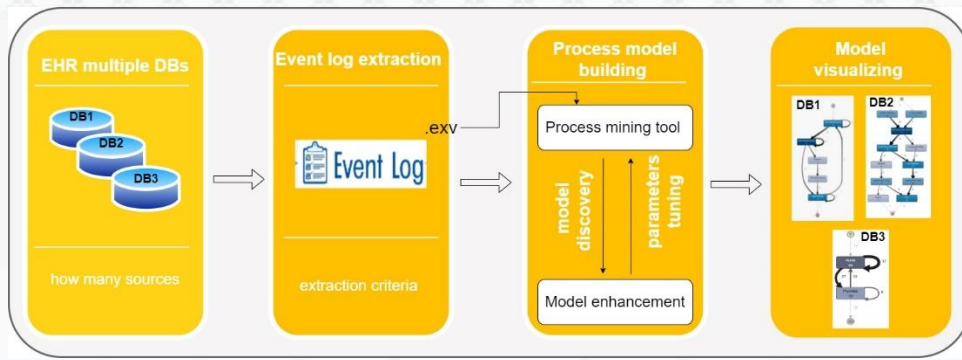 EHR multiple DBs
DB1
DB2
DB3
how many sources
Event log extraction
.exv
Event Log
extraction criteria
Process model
building
Process mining tool
model
discovery
parameters
tuning
Model enhancement
Model
visualizing
DB1
DB2
DB3